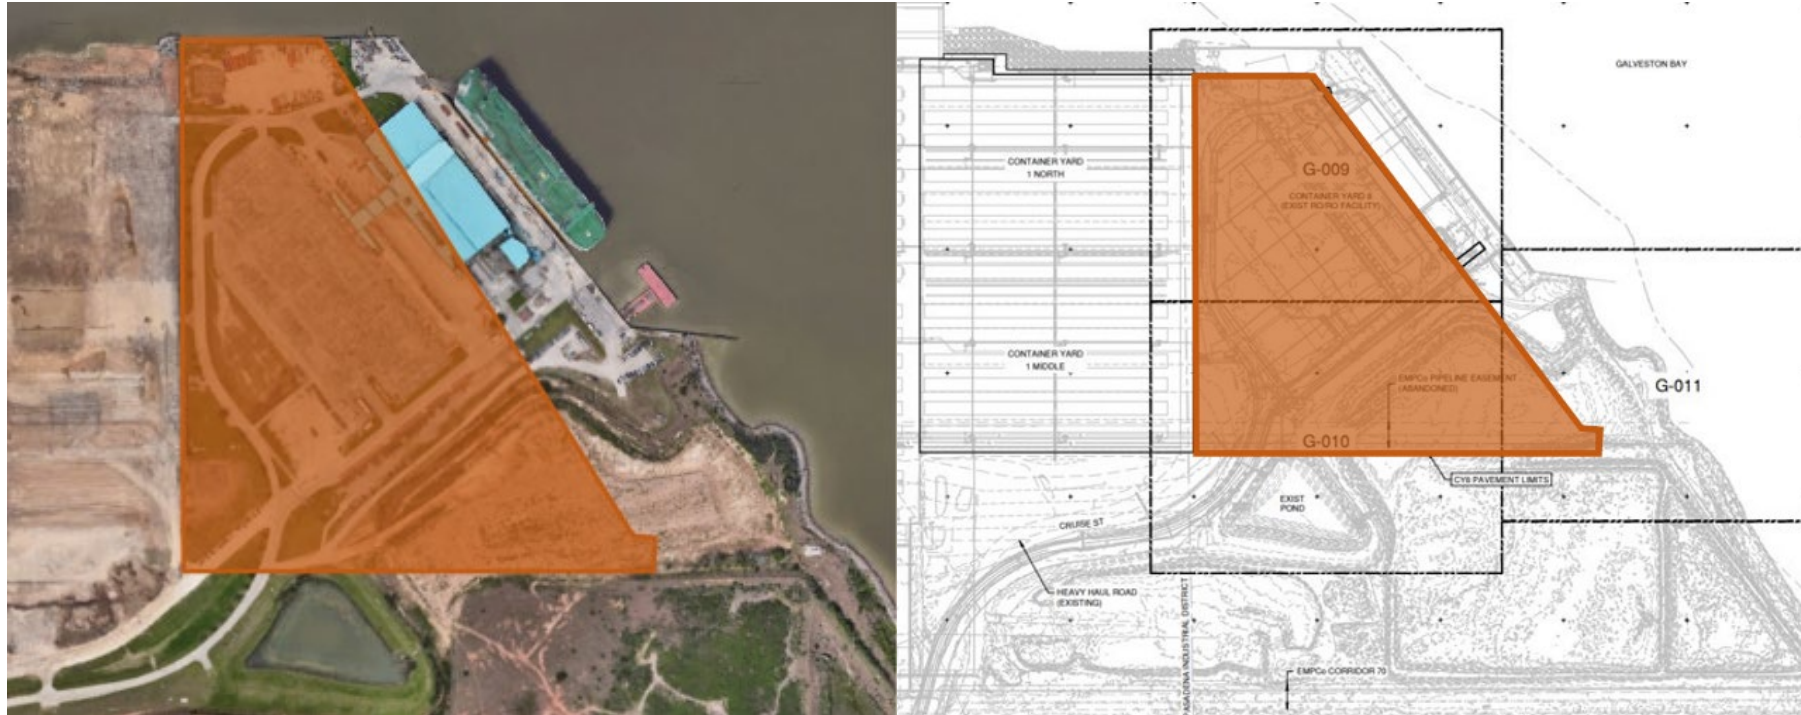 GALVESTON BAY
CONTAINER YARD
1 NORTH
G-009
CONTAINER YARD 8
(EXIST RO/RO FACILITY)
CONTAINER YARD
1 MIDDLE
EMPCo PIPELINE EASEMENT
(ABANDONED)
G-011
G-010
CY8 PAVEMENT LIMITS
EXIST
POND
CRUISE ST
HEAVY HAUL ROAD
(EXISTING)
PASADENA INDUSTRIAL DISTRICT
EMPCo CORRIDOR 70